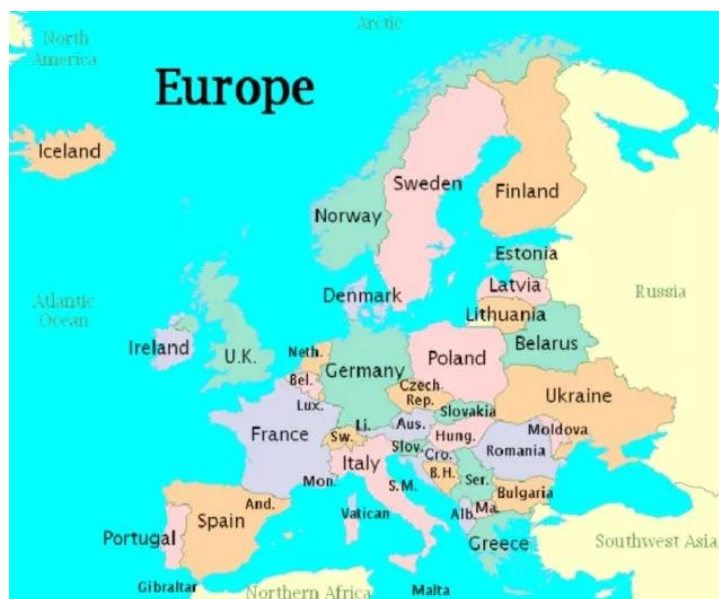 Arctic
North
America
Europe
Iceland
Sweden
Finland
Norway
Estonia
Latvia
Russia
Denmark
Atlantic
Ocean
Lithuania
Ireland
Belarus
U.K.
Neth.
Germany
Poland
Bel.
Czech.
Rep.
Ukraine
Lux.
Slovakia
Li.
Aus.
Moldova
France
Sw.
Hung.
Slov.
Cro.
Romania
Italy
B.H.
Ser.
Mon.
S.M.
Bulgaria
And.
Vatican
Alb.
Ma.
Spain
Portugal
Greece
Southwest Asia
Gibraltar
Northern Africa
Malta